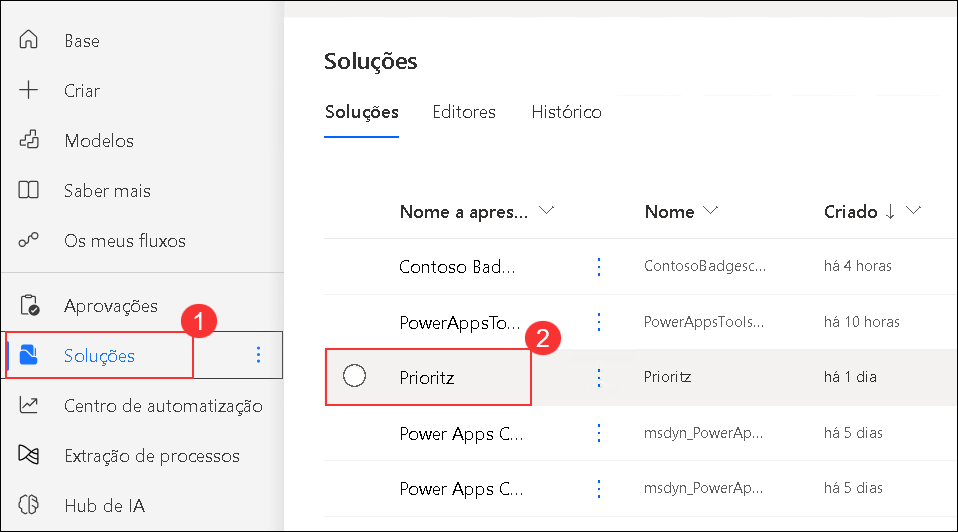 Base
Criar
Modelos
Saber mais
Os meus fluxos
Aprovações
1
Soluções
Centro de automatização
Extração de processos
Hub de IA
Soluções
Soluções Editores Histórico
Nome a apres... Nome Criado ↓
Contoso Bad... ContosoBadgesc... há 4 horas
PowerAppsTo... PowerAppsTools... há 10 horas
2
Prioritz Prioritz há 1 dia
Power Apps C... msdyn_PowerAp... há 5 dias
Power Apps C... msdyn_PowerAp... há 5 dias